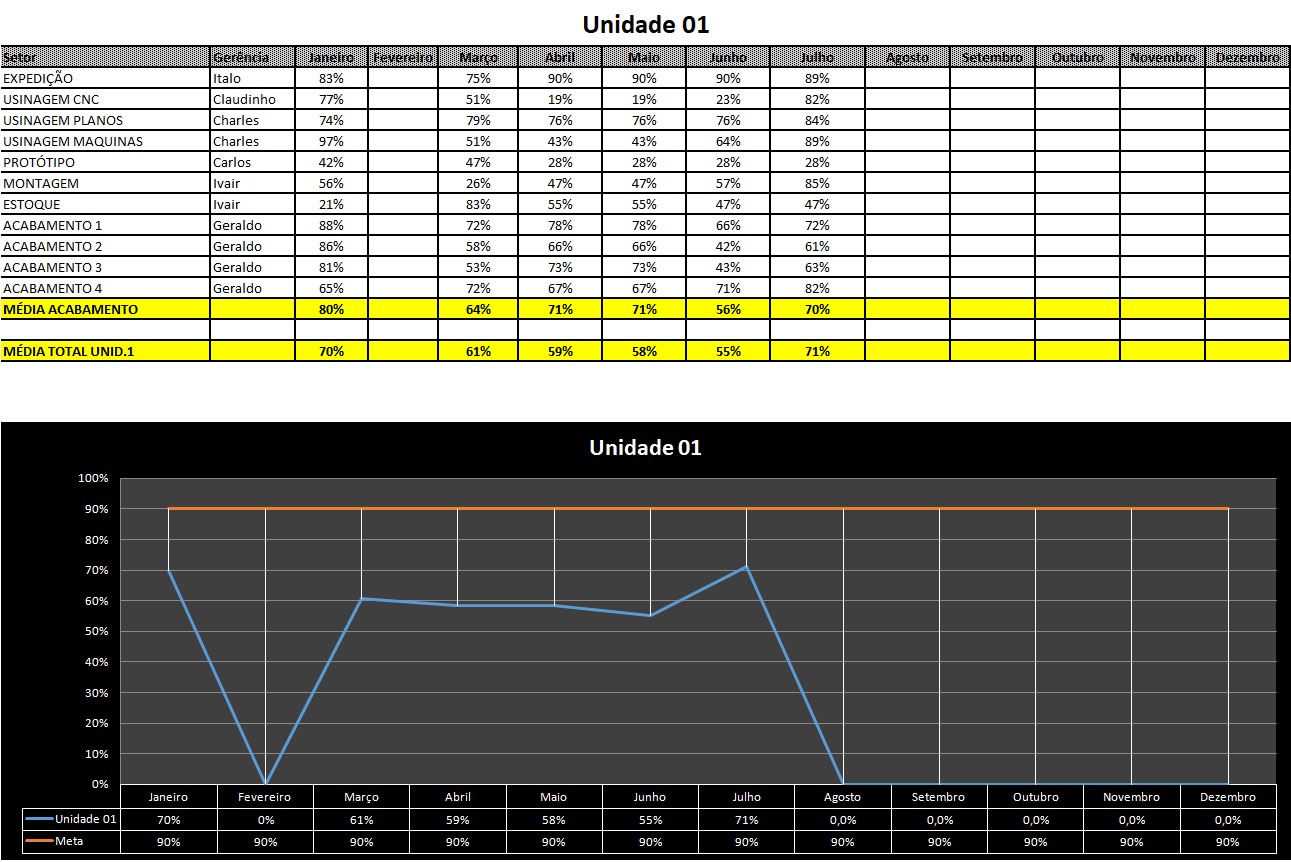 Unidade 01
Setor Gerência Janeiro Fevereiro Março Abril Maio Junho Julho Agosto Setembro Outubro Novembro Dezembro
EXPEDIÇÃO Italo 83% 75% 90% 90% 90% 89%
USINAGEM CNC Claudinho 77% 51% 19% 19% 23% 82%
USINAGEM PLANOS Charles 74% 79% 76% 76% 76% 84%
USINAGEM MAQUINAS Charles 97% 51% 43% 43% 64% 89%
PROTÓTIPO Carlos 42% 47% 28% 28% 28% 28%
MONTAGEM Ivair 56% 26% 47% 47% 57% 85%
ESTOQUE Ivair 21% 83% 55% 55% 47% 47%
ACABAMENTO 1 Geraldo 88% 72% 78% 78% 66% 72%
ACABAMENTO 2 Geraldo 86% 58% 66% 66% 42% 61%
ACABAMENTO 3 Geraldo 81% 53% 73% 73% 43% 63%
ACABAMENTO 4 Geraldo 65% 72% 67% 67% 71% 82%
MÉDIA ACABAMENTO 80% 64% 71% 71% 56% 70%
MÉDIA TOTAL UNID.1 70% 61% 59% 58% 55% 71%
Unidade 01
100%
90%
80%
70%
60%
50%
40%
30%
20%
10%
0%
Janeiro Fevereiro Março Abril Maio Junho Julho Agosto Setembro Outubro Novembro Dezembro
Unidade 01 70% 0% 61% 59% 58% 55% 71% 0,0% 0,0% 0,0% 0,0% 0,0%
Meta 90% 90% 90% 90% 90% 90% 90% 90% 90% 90% 90% 90%